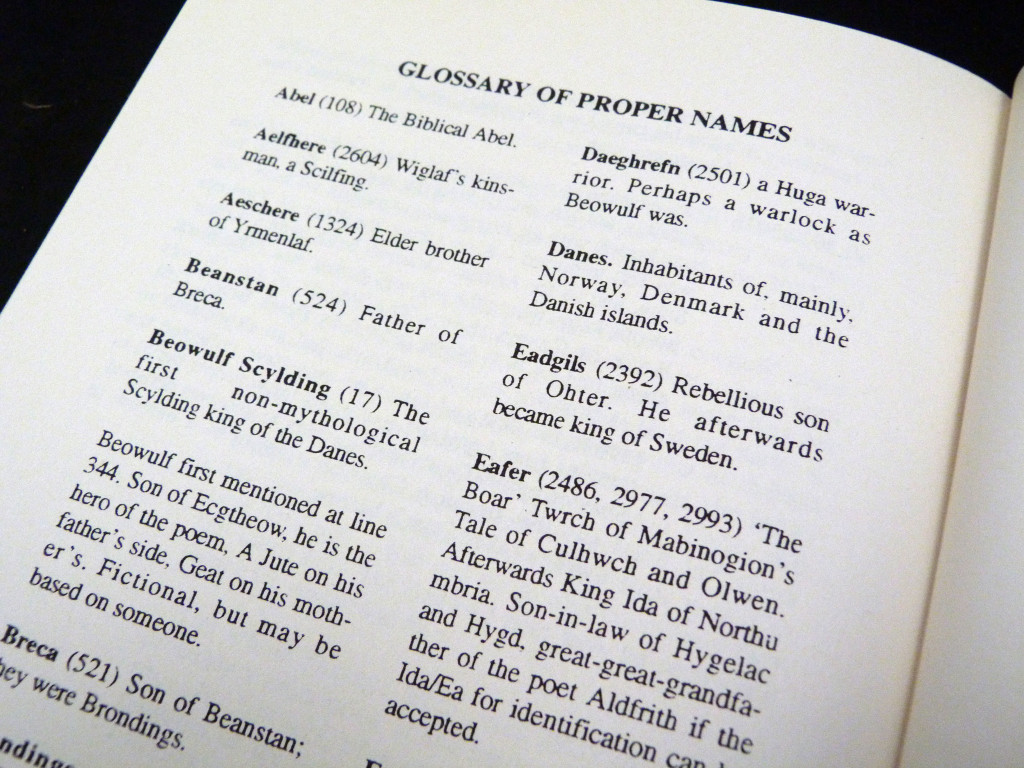 GLOSSARY OF PROPER NAMES
Abel (108) The Biblical Abel.
Aelfhere (2604) Wiglaf's kins-
man, a Scilfing.
Aeschere (1324) Elder brother
of Yrmenlaf.
Beanstan (524) Father of
Breca.
Beowulf Scylding (17) The
first non-mythological
Scylding king of the Danes.
Beowulf first mentioned at line
344. Son of Ecgtheow, he is the
hero of the poem, A Jute on his
father's side, Geat on his moth-
er's. Fictional, but may be
based on someone.
Breca (521) Son of Beanstan;
they were Brondings.
Daeghrefn (2501) a Huga war-
rior. Perhaps a warlock as
Beowulf was.
Danes. Inhabitants of, mainly,
Norway, Denmark and the
Danish islands.
Eadgils (2392) Rebellious son
of Ohter. He afterwards
became king of Sweden.
Eafer (2486, 2977, 2993) 'The
Boar' Twrch of Mabinogion's
Tale of Culhwch and Olwen.
Afterwards King Ida of Northu
mbria. Son-in-law of Hygelac
and Hygd, great-great-grandfa-
ther of the poet Aldfrith if the
Ida/Ea for identification can be
accepted.